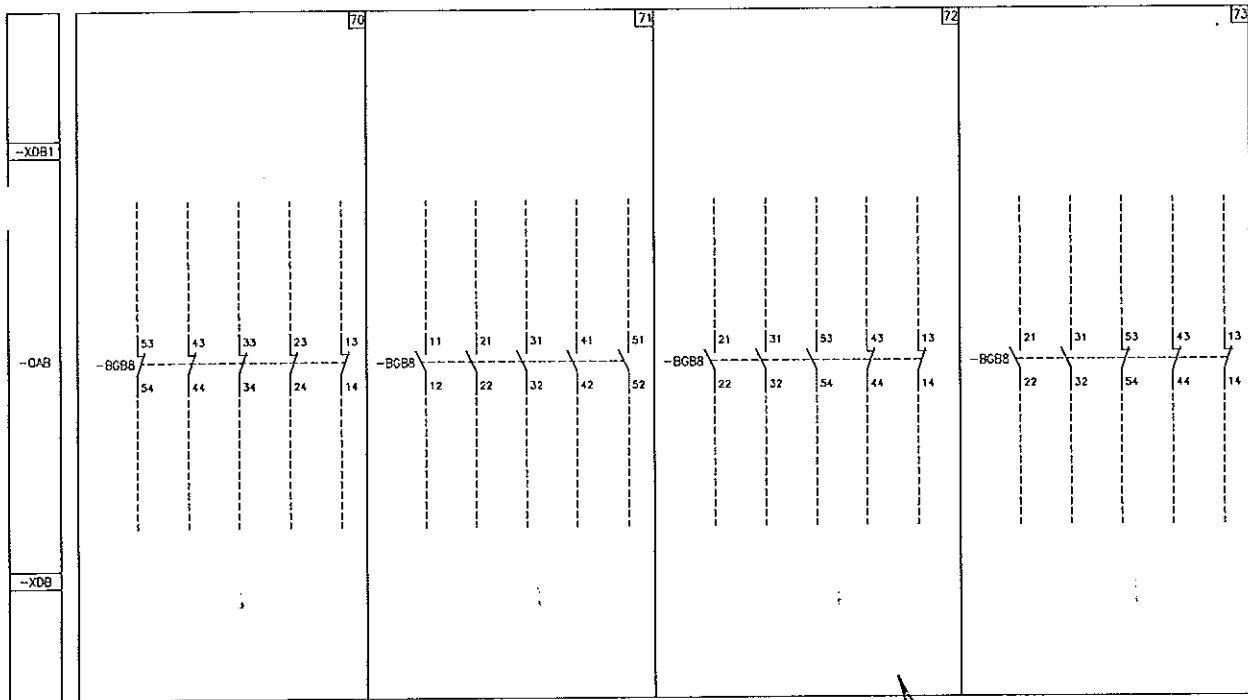 70 71 72 73
-XDB1
53 43 33 23 13 11 21 31 41 51 21 31 53 43 13 21 31 53 43 13
-QAB -BGB8 -BGB8 -BGB8 -BGB8
54 44 34 24 14 12 22 32 42 52 22 32 54 44 14 22 32 54 44 14
-XDB